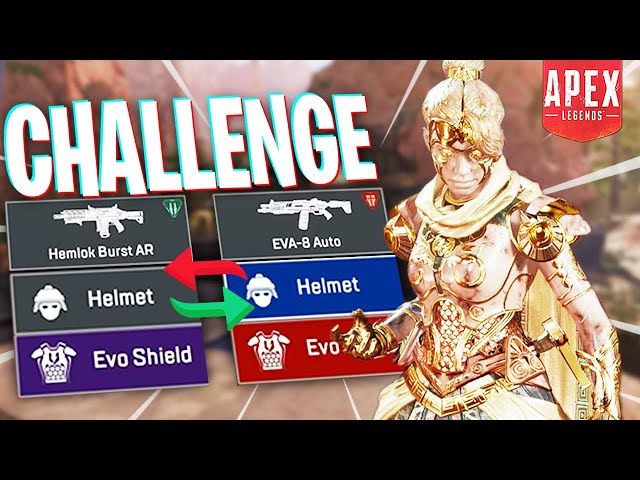 CHALLENGE
APEX
LEGENDS
Hemlok Burst AR
EVA-8 Auto
Helmet
Helmet
Evo Shield
Evo